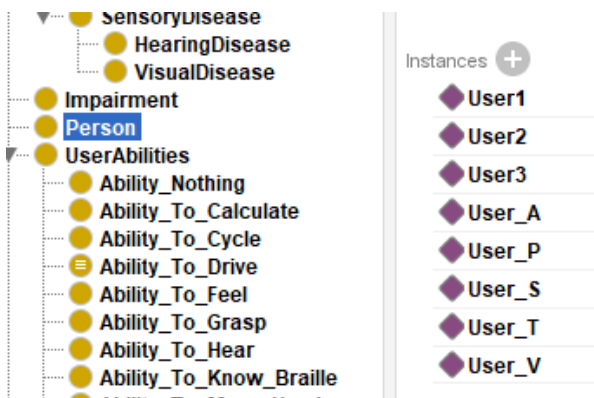 SensoryDisease
HearingDisease
VisualDisease
Impairment
Person
UserAbilities
Ability_Nothing
Ability_To_Calculate
Ability_To_Cycle
Ability_To_Drive
Ability_To_Feel
Ability_To_Grasp
Ability_To_Hear
Ability_To_Know_Braille
Instances
User1
User2
User3
User_A
User_P
User_S
User_T
User_V